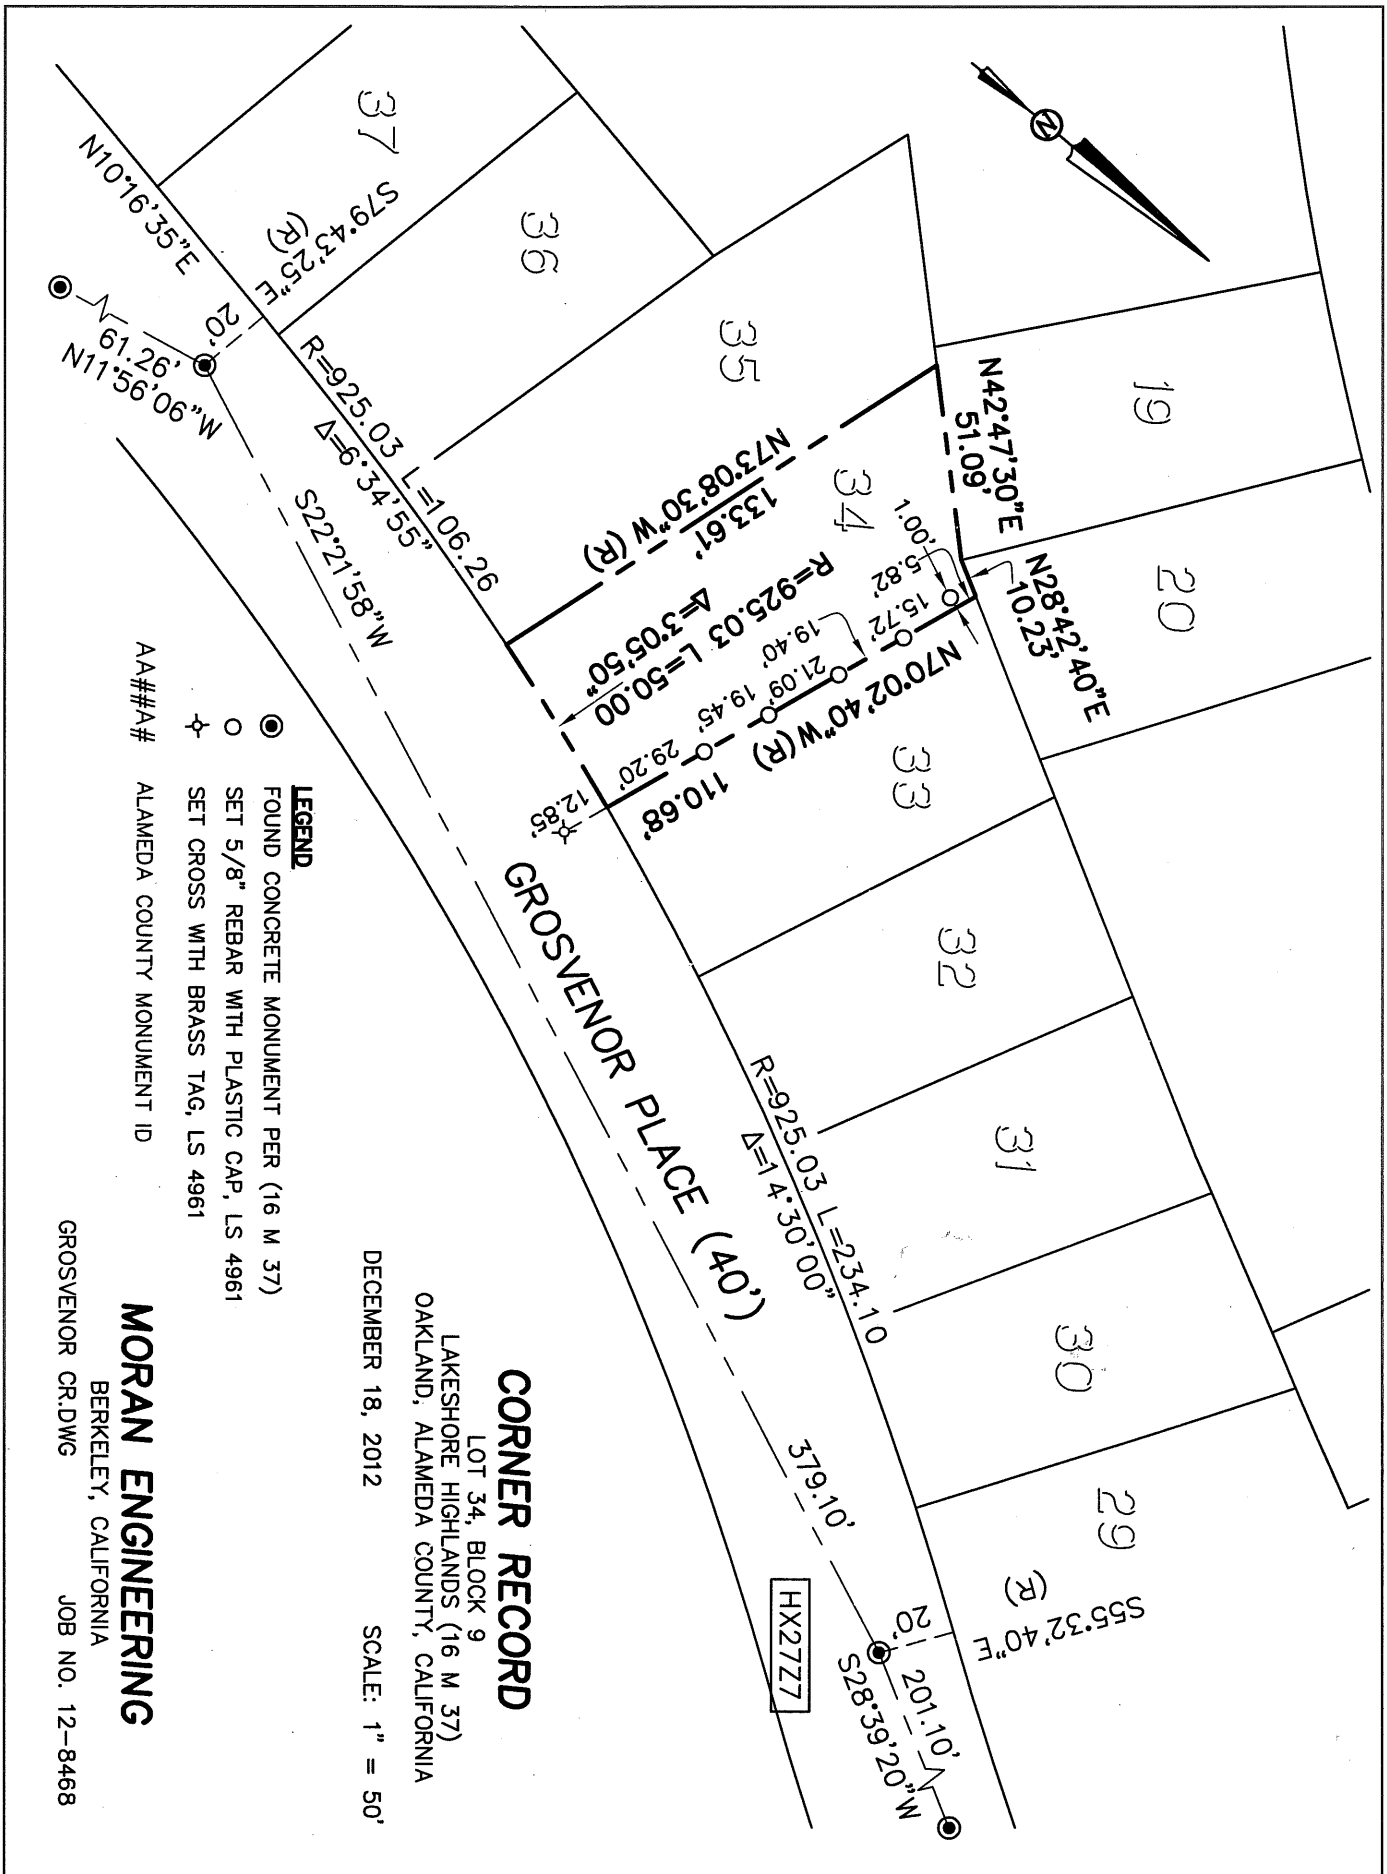 37
36
35
34
33
32
31
30
29
19
20
N10°16'35"E
S79°43'25"E
(R)
20'
61.26'
N11°56'06"W
R=925.03 L=106.26
Δ=6°34'55"
S22°21'58"W
N73°08'30"W (R)
133.61'
N42°47'30"E
51.09'
N28°42'40"E
10.23'
1.00'
5.82'
15.72'
19.40'
21.09'
19.45'
29.20'
12.85'
R=925.03 L=50.00
Δ=3°05'50"
N70°02'40"W (R)
110.68'
GROSVENOR PLACE (40')
R=925.03 L=234.10
Δ=14°30'00"
379.10'
20'
S55°32'40"E
(R)
201.10'
S28°39'20"W
HX27Z7
CORNER RECORD
LOT 34, BLOCK 9
LAKESHORE HIGHLANDS (16 M 37)
OAKLAND, ALAMEDA COUNTY, CALIFORNIA
DECEMBER 18, 2012 SCALE: 1" = 50'
LEGEND
FOUND CONCRETE MONUMENT PER (16 M 37)
SET 5/8" REBAR WITH PLASTIC CAP, LS 4961
SET CROSS WITH BRASS TAG, LS 4961
AA##A# ALAMEDA COUNTY MONUMENT ID
MORAN ENGINEERING
BERKELEY, CALIFORNIA
GROSVENOR CR.DWG JOB NO. 12-8468
N